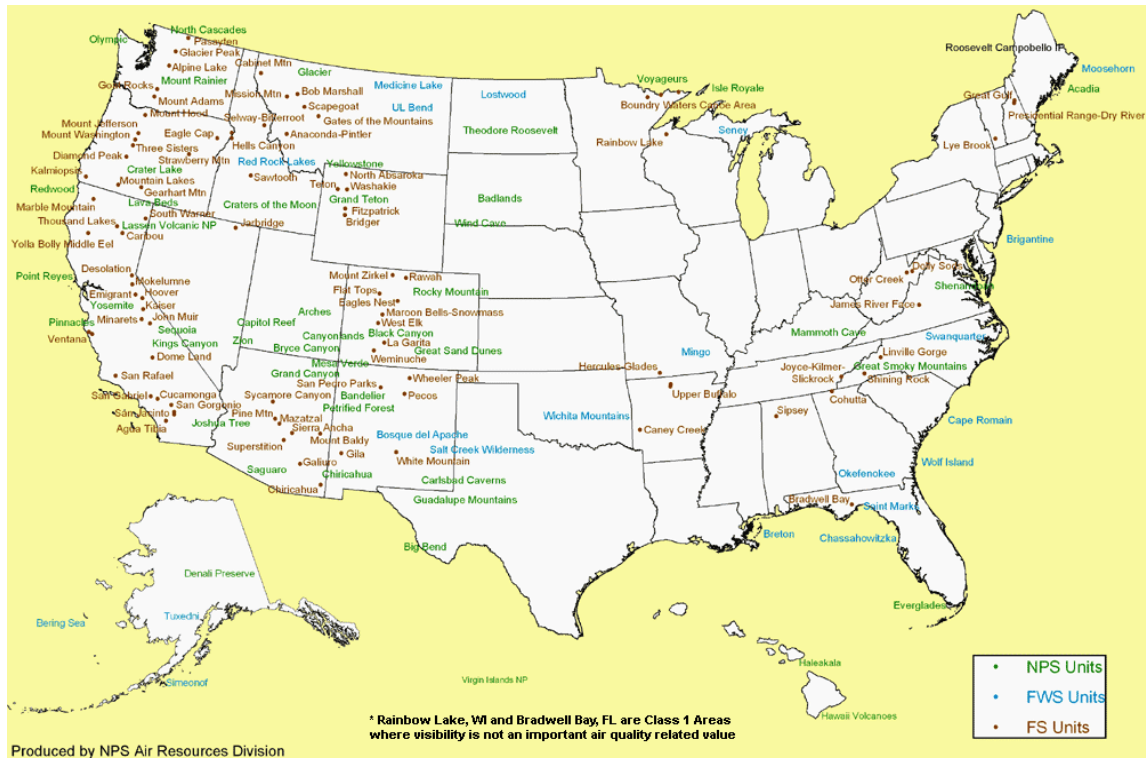 North Cascades
Olympic
Pasayten
Glacier Peak
Alpine Lake
Cabinet Mtn
Glacier
Mount Rainier
Goat Rocks
Mission Mtn
Bob Marshall
Medicine Lake
Lostwood
Voyageurs
Isle Royale
Roosevelt Campobello IP
Moosehorn
Acadia
Mount Adams
Scapegoat
UL Bend
Boundry Waters Canoe Area
Great Gulf
Presidential Range-Dry River
Mount Hood
Selway-Bitterroot
Gates of the Mountains
Theodore Roosevelt
Rainbow Lake
Seney
Lye Brook
Mount Jefferson
Mount Washington
Eagle Cap
Anaconda-Pintler
Three Sisters
Hells Canyon
Diamond Peak
Strawberry Mtn
Red Rock Lakes
Yellowstone
Kalmiopsis
Crater Lake
Sawtooth
North Absaroka
Mountain Lakes
Teton
Washakie
Redwood
Gearhart Mtn
Grand Teton
Badlands
Marble Mountain
Lava Beds
Craters of the Moon
Fitzpatrick
South Warner
Bridger
Thousand Lakes
Lassen Volcanic NP
Jarbridge
Wind Cave
Caribou
Yolla Bolly Middle Eel
Brigantine
Desolation
Mount Zirkel
Rawah
Otter Creek
Dolly Sods
Point Reyes
Mokelumne
Flat Tops
Rocky Mountain
Shenandoah
Emigrant
Hoover
Eagles Nest
Yosemite
Kaiser
Arches
Maroon Bells-Snowmass
James River Face
Pinnacles
Minarets
John Muir
Capitol Reef
West Elk
Sequoia
Canyonlands
Black Canyon
Mammoth Cave
Swanquarter
Ventana
Kings Canyon
Zion
Bryce Canyon
La Garita
Great Sand Dunes
Mingo
Dome Land
Weminuche
Linville Gorge
Mesa Verde
Hercules-Glades
Joyce-Kilmer-
Slickrock
Great Smoky Mountains
Shining Rock
San Rafael
Grand Canyon
Wheeler Peak
San Pedro Parks
Upper Buffalo
Cohutta
San Gabriel
Cucamonga
Sycamore Canyon
Bandelier
Pecos
San Gorgonio
Petrified Forest
San Jacinto
Pine Mtn
Mazatzal
Wichita Mountains
Sipsey
Cape Romain
Agua Tibia
Joshua Tree
Sierra Ancha
Bosque del Apache
Caney Creek
Superstition
Mount Baldy
Salt Creek Wilderness
Gila
White Mountain
Wolf Island
Saguaro
Galiuro
Chiricahua
Carlsbad Caverns
Okefenokee
Chiricahua
Guadalupe Mountains
Bradwell Bay
Saint Marks
Big Bend
Breton
Chassahowitzka
Denali Preserve
Everglades
Tuxedni
Bering Sea
Simeonof
Virgin Islands NP
Haleakala
Hawaii Volcanoes
NPS Units
FWS Units
FS Units
* Rainbow Lake, WI and Bradwell Bay, FL are Class 1 Areas
where visibility is not an important air quality related value
Produced by NPS Air Resources Division